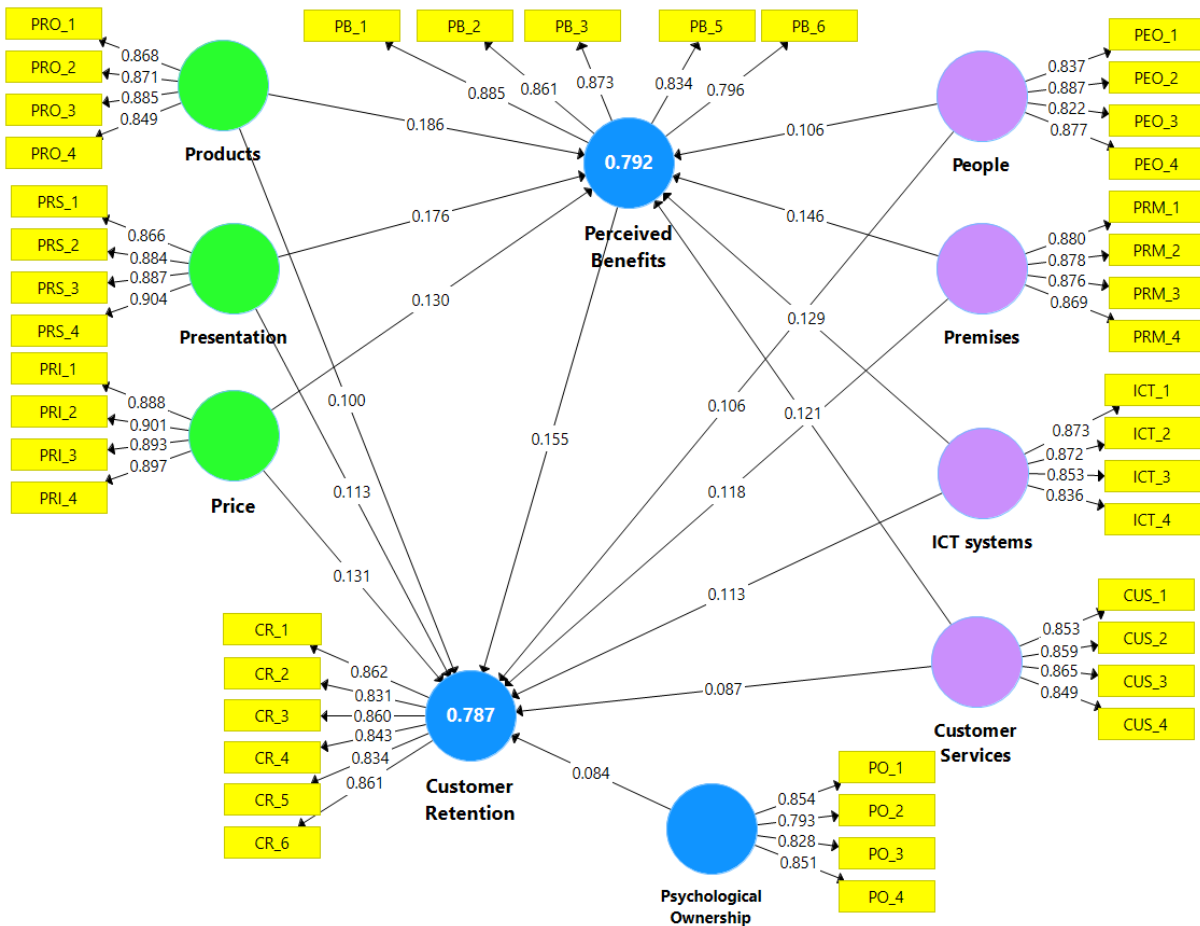 PRO_1
PRO_2
PRO_3
PRO_4
0.868
0.871
0.885
0.849
Products
PRS_1
PRS_2
PRS_3
PRS_4
0.866
0.884
0.887
0.904
Presentation
PRI_1
PRI_2
PRI_3
PRI_4
0.888
0.901
0.893
0.897
Price
PB_1
PB_2
PB_3
PB_5
PB_6
0.885
0.861
0.873
0.834
0.796
0.792
Perceived
Benefits
0.186
0.176
0.130
0.106
0.146
0.129
0.121
0.100
0.113
0.131
0.155
0.106
0.118
0.113
0.087
0.084
PEO_1
PEO_2
PEO_3
PEO_4
0.837
0.887
0.822
0.877
People
PRM_1
PRM_2
PRM_3
PRM_4
0.880
0.878
0.876
0.869
Premises
ICT_1
ICT_2
ICT_3
ICT_4
0.873
0.872
0.853
0.836
ICT systems
CUS_1
CUS_2
CUS_3
CUS_4
0.853
0.859
0.865
0.849
Customer
Services
CR_1
CR_2
CR_3
CR_4
CR_5
CR_6
0.862
0.831
0.860
0.843
0.834
0.861
0.787
Customer
Retention
PO_1
PO_2
PO_3
PO_4
0.854
0.793
0.828
0.851
Psychological
Ownership